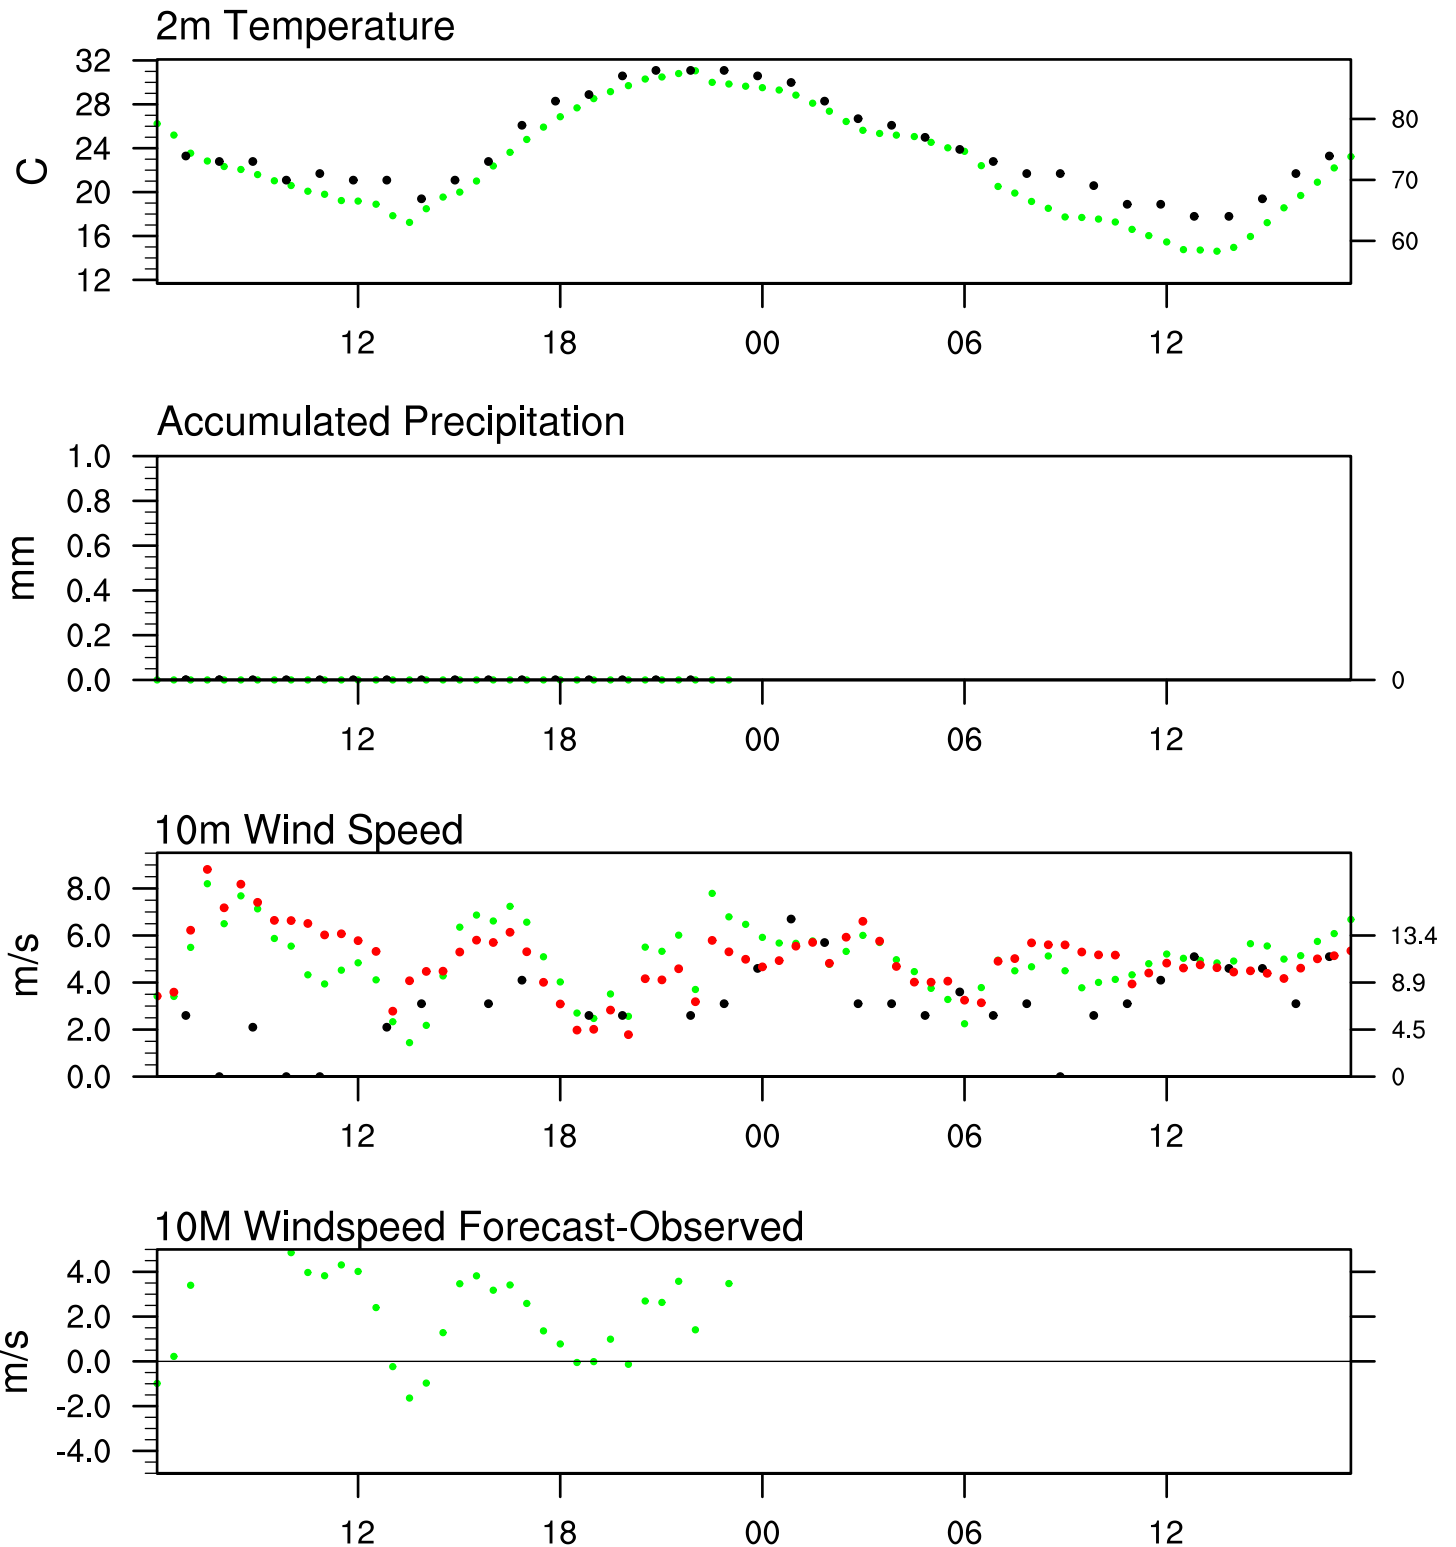 2m Temperature
32
28
24
20
16
12
C
80
70
60
12 18 00 06 12
Accumulated Precipitation
1.0
0.8
0.6
0.4
0.2
0.0
mm
0
12 18 00 06 12
10m Wind Speed
8.0
6.0
4.0
2.0
0.0
m/s
13.4
8.9
4.5
0
12 18 00 06 12
10M Windspeed Forecast-Observed
4.0
2.0
0.0
-2.0
-4.0
m/s
12 18 00 06 12